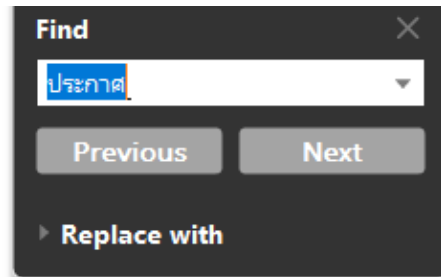 Find
ประกาศ
Previous Next
Replace with